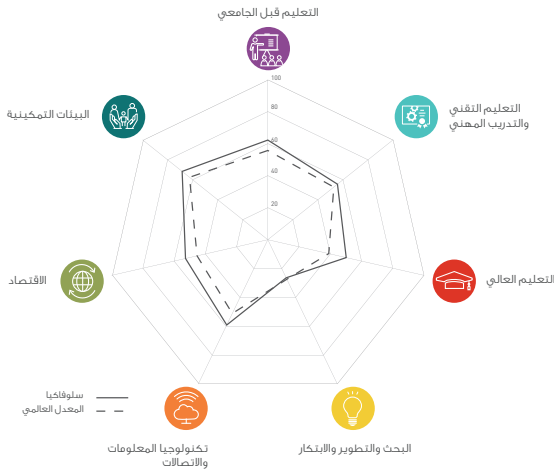 التعليم قبل الجامعي
100
80
60
40
20
التعليم التقني
والتدريب المهني
البيئات التمكينية
التعليم العالي
الاقتصاد
سلوفاكيا
المعدل العالمي
البحث والتطوير والابتكار
تكنولوجيا المعلومات
والاتصالات